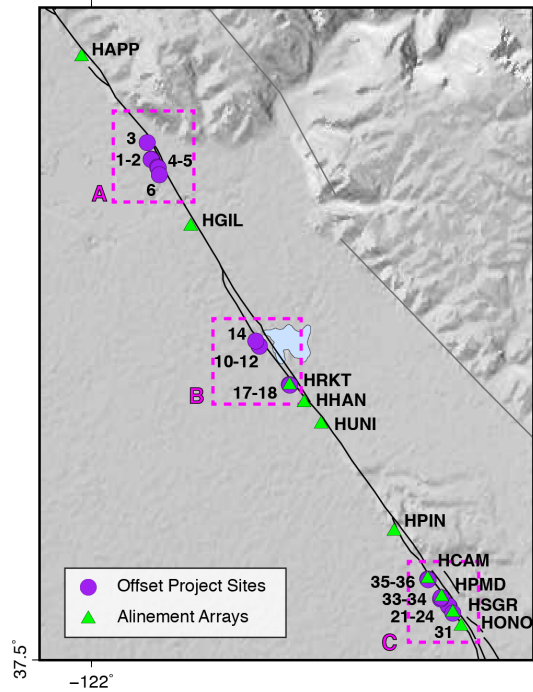 HAPP
3
1-2
4-5
6
A
HGIL
14
10-12
HRKT
17-18
B
HHAN
HUNI
HPIN
HCAM
35-36
HPMD
33-34
HSGR
21-24
HONO
31
C
Offset Project Sites
Alinement Arrays
37.5°
−122°